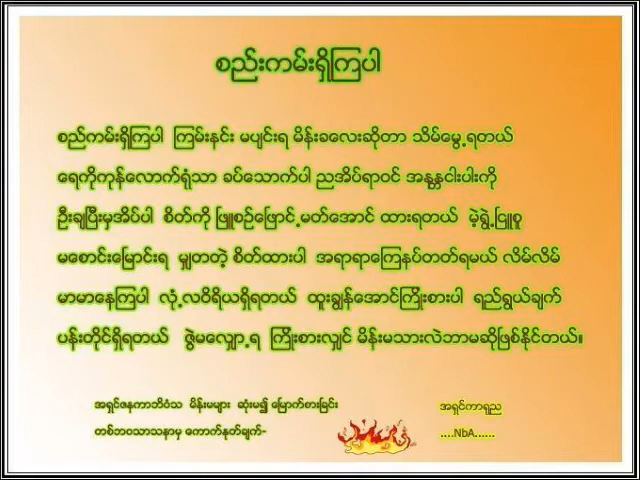 စည်းကမ်းရှိကြပါ
စည်ကမ်းရှိကြပါ ကြမ်းနင်း မပျင်းရ မိန်းခလေးဆိုတာ သိမ်မွေ့ရတယ်
ရေကိုကုန်လောက်ရုံသာ ခပ်သောက်ပါ ညအိပ်ရာဝင် အနန္တငါးပါးကို
ဦးချပြီးမှအိပ်ပါ စိတ်ကို ဖြူစဉ်ဖြောင့်မတ်အောင် ထားရတယ် မဲ့ရွဲ့ငြူစူ
မစောင်းမြောင်းရ မျှတတဲ့ စိတ်ထားပါ အရာရာကြေနပ်တတ်ရမယ် လိမ်လိမ်
မာမာနေကြပါ လုံ့လဝိရိယရှိရတယ် ထူးချွန်အောင်ကြိုးစားပါ ရည်ရွယ်ချက်
ပန်းတိုင်ရှိရတယ် ဇွဲမလျှော့ရ ကြိုးစားလျှင် မိန်းမသားလဲဘာမဆိုဖြစ်နိုင်တယ်။
အရှင်ဇနကာဘိဝံသ မိန်းမများ ဆုံးမ၍ မြောက်စားခြင်း
တစ်ဘဝသာသနာမှ ကောက်နုတ်ချက်-
အရှင်ကာရုည
....NbA......